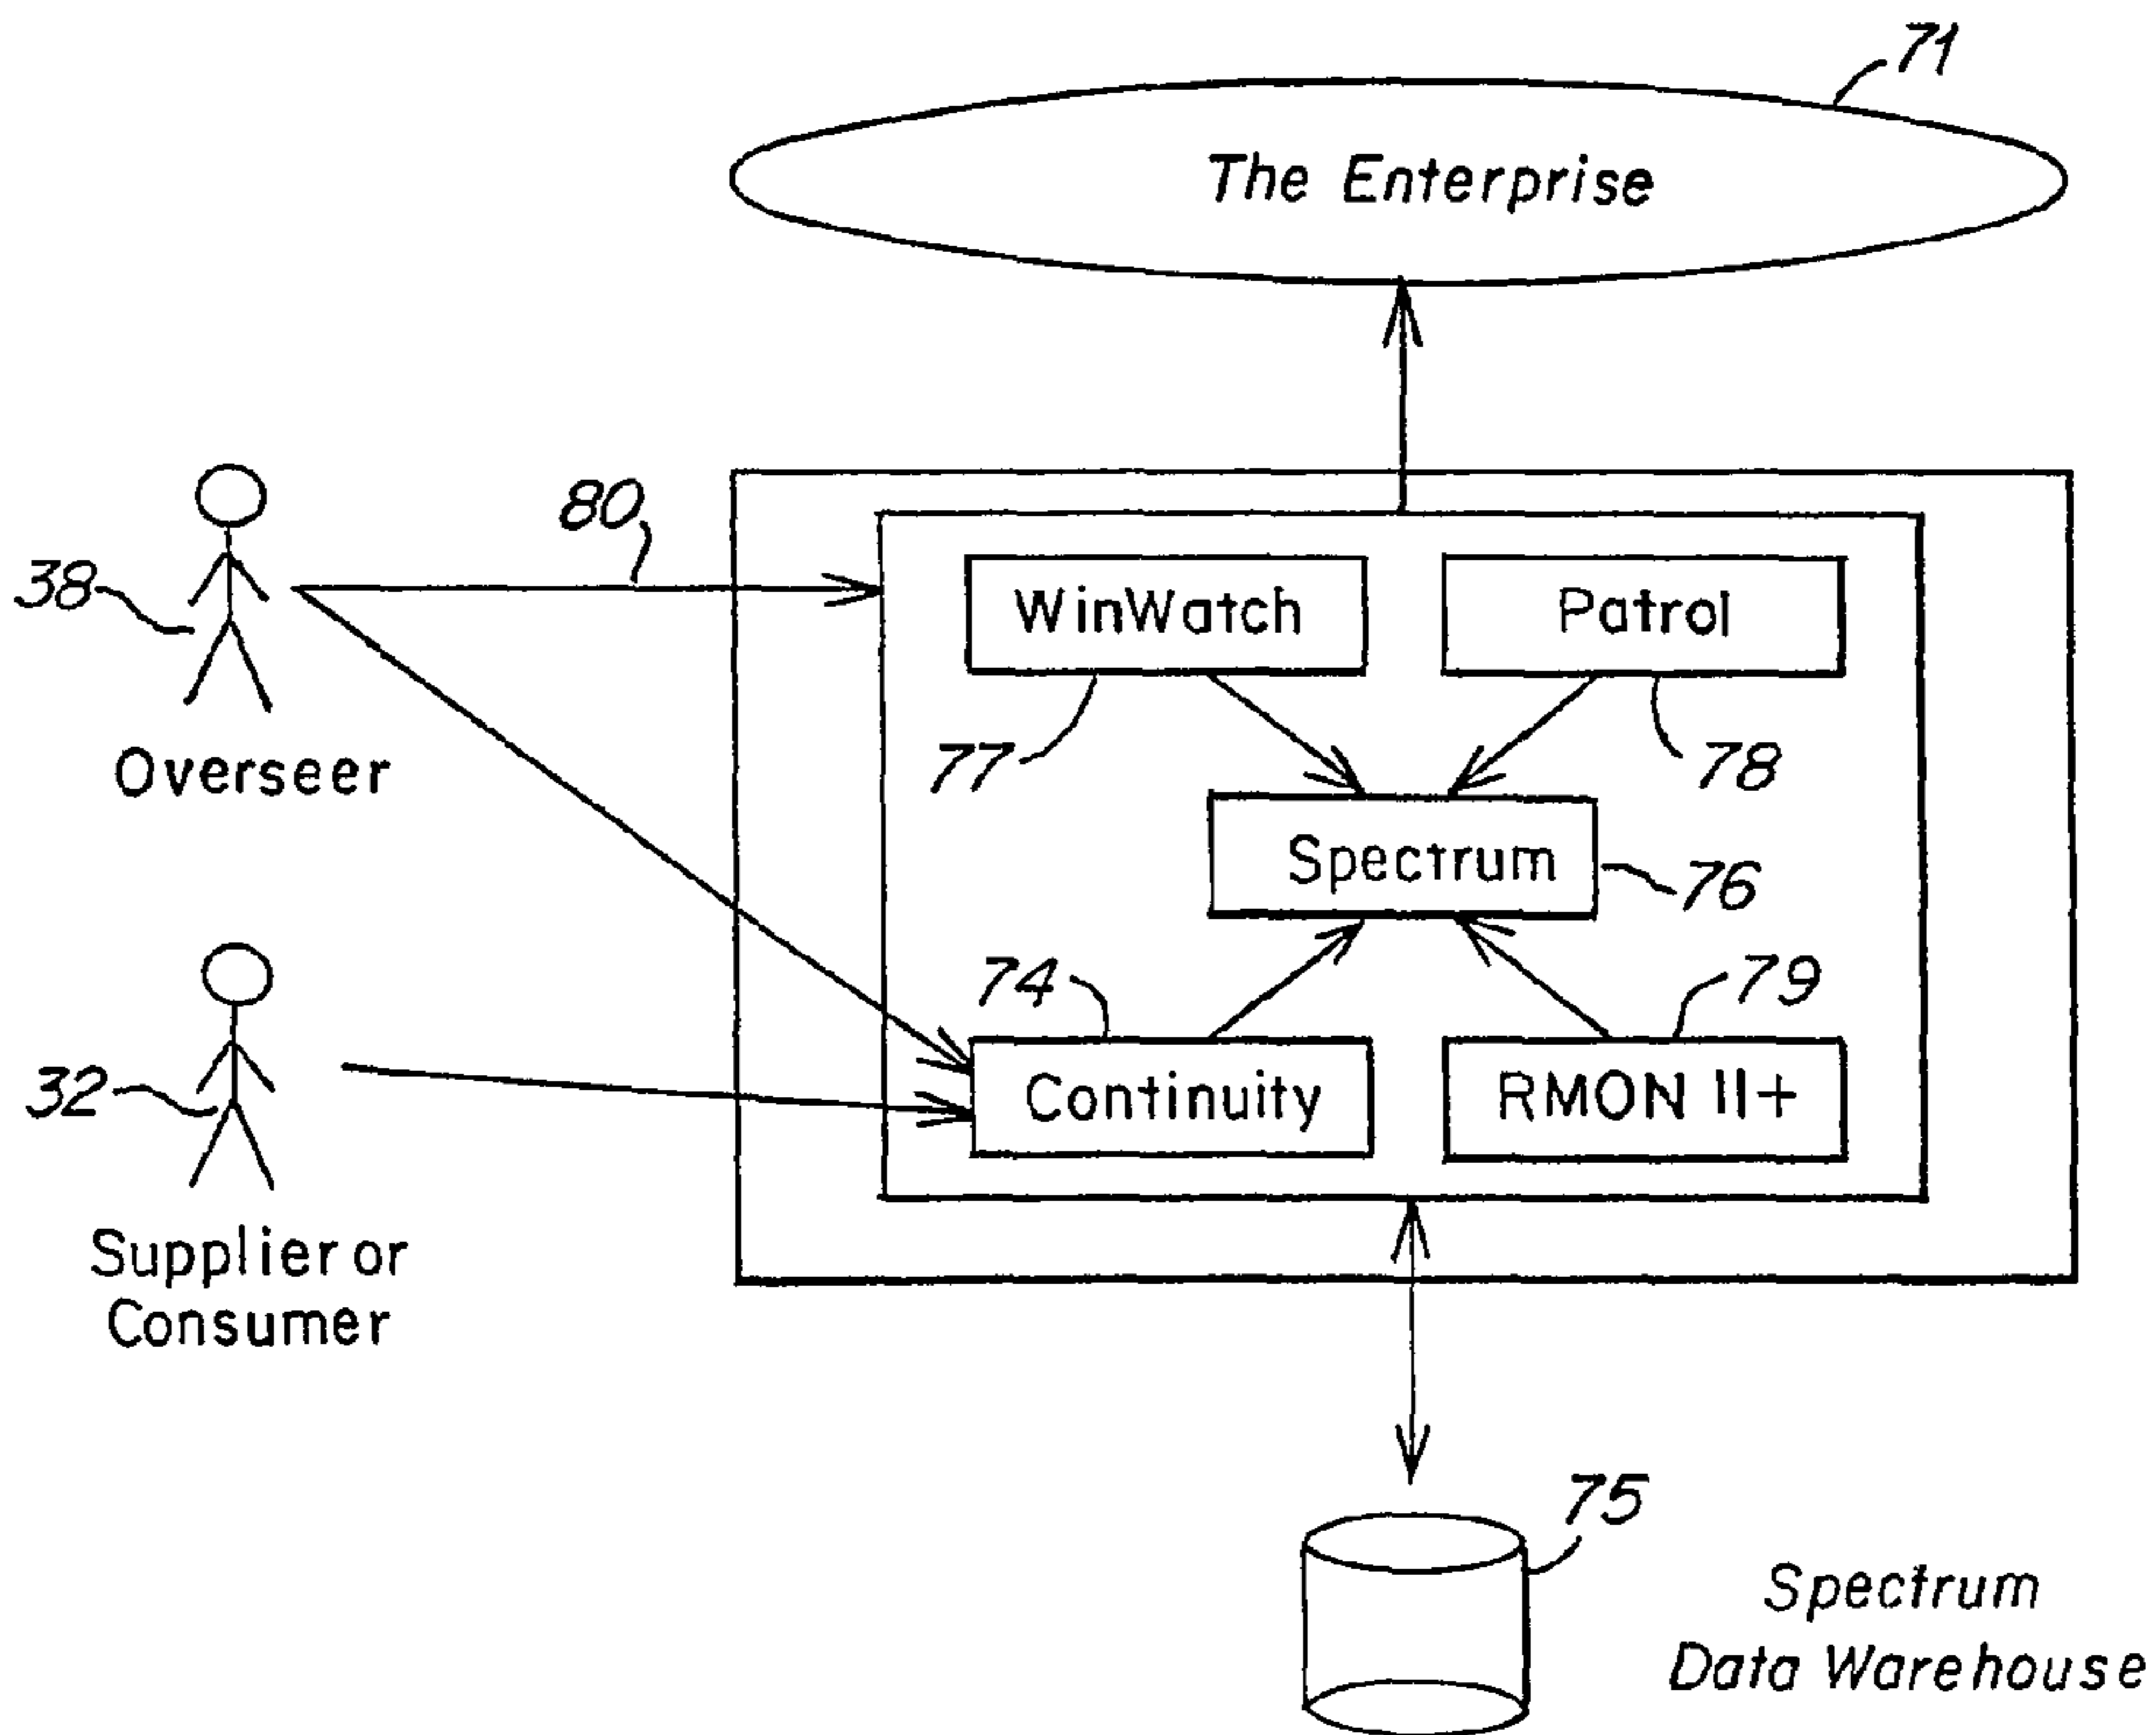 71
The Enterprise
80
38
WinWatch
Patrol
Overseer
77
78
Spectrum
76
74
79
32
Continuity
RMON II+
Supplier or
Consumer
75
Spectrum
Data Warehouse